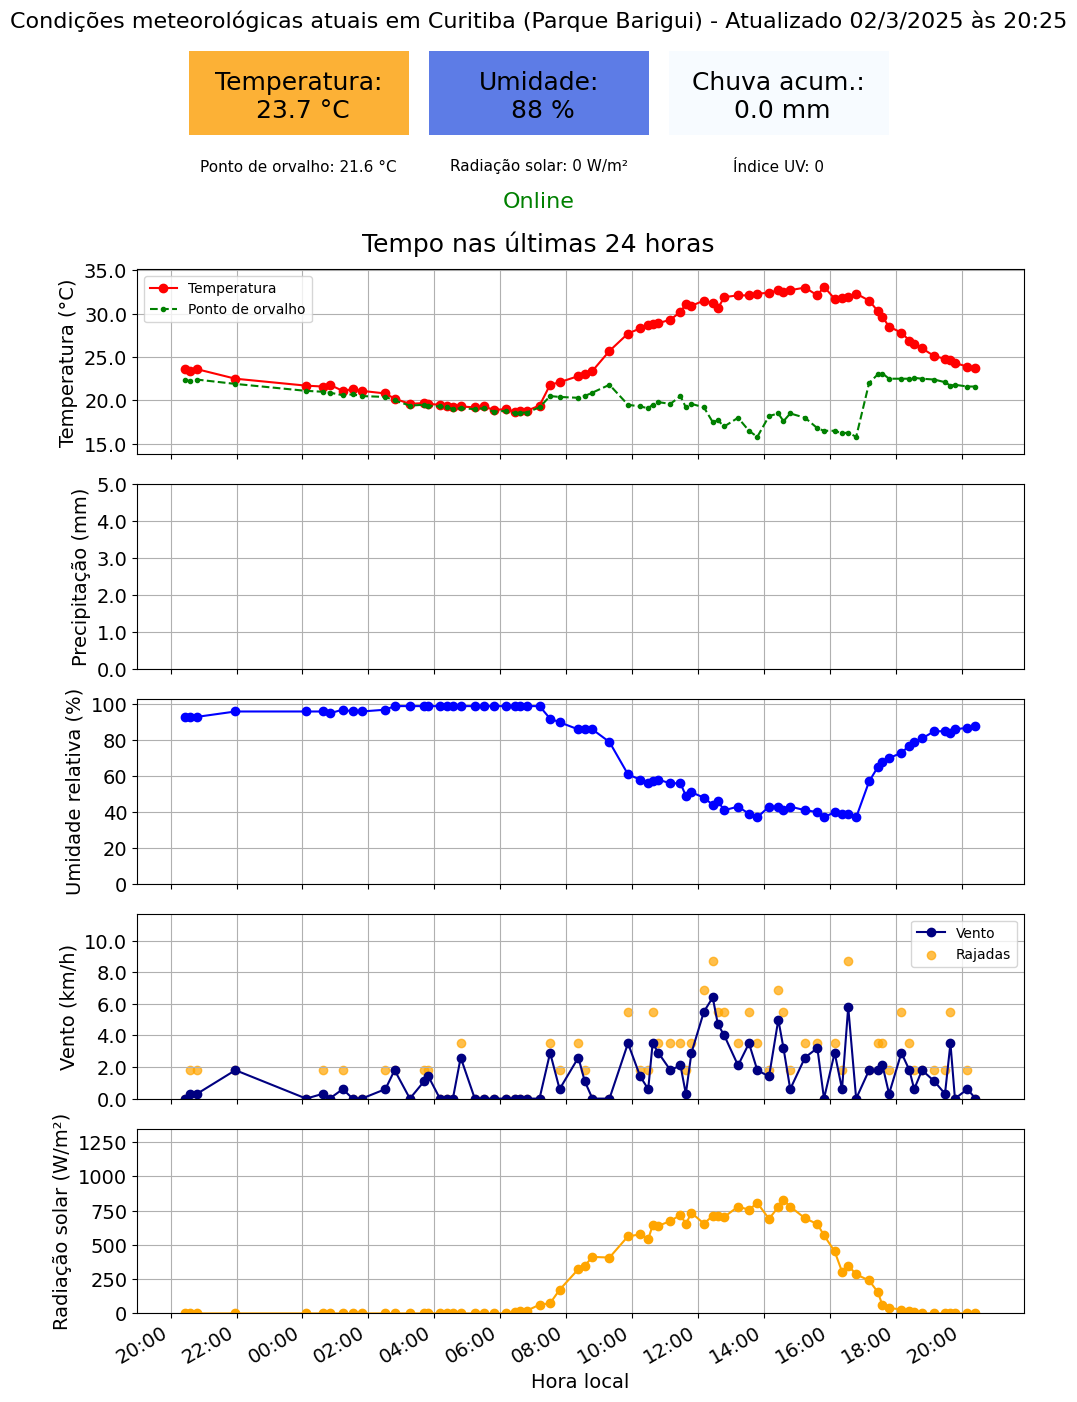 Condições meteorológicas atuais em Curitiba (Parque Barigui) - Atualizado 02/3/2025 às 20:25
Temperatura:
23.7 °C
Umidade:
88 %
Chuva acum.:
0.0 mm
Ponto de orvalho: 21.6 °C
Radiação solar: 0 W/m²
Índice UV: 0
Online
Tempo nas últimas 24 horas
Temperatura (°C)
35.0
30.0
25.0
20.0
15.0
Temperatura
Ponto de orvalho
Precipitação (mm)
5.0
4.0
3.0
2.0
1.0
0.0
Umidade relativa (%)
100
80
60
40
20
0
Vento (km/h)
10.0
8.0
6.0
4.0
2.0
0.0
Vento
Rajadas
Radiação solar (W/m²)
1250
1000
750
500
250
0
20:00
22:00
00:00
02:00
04:00
06:00
08:00
10:00
12:00
14:00
16:00
18:00
20:00
Hora local